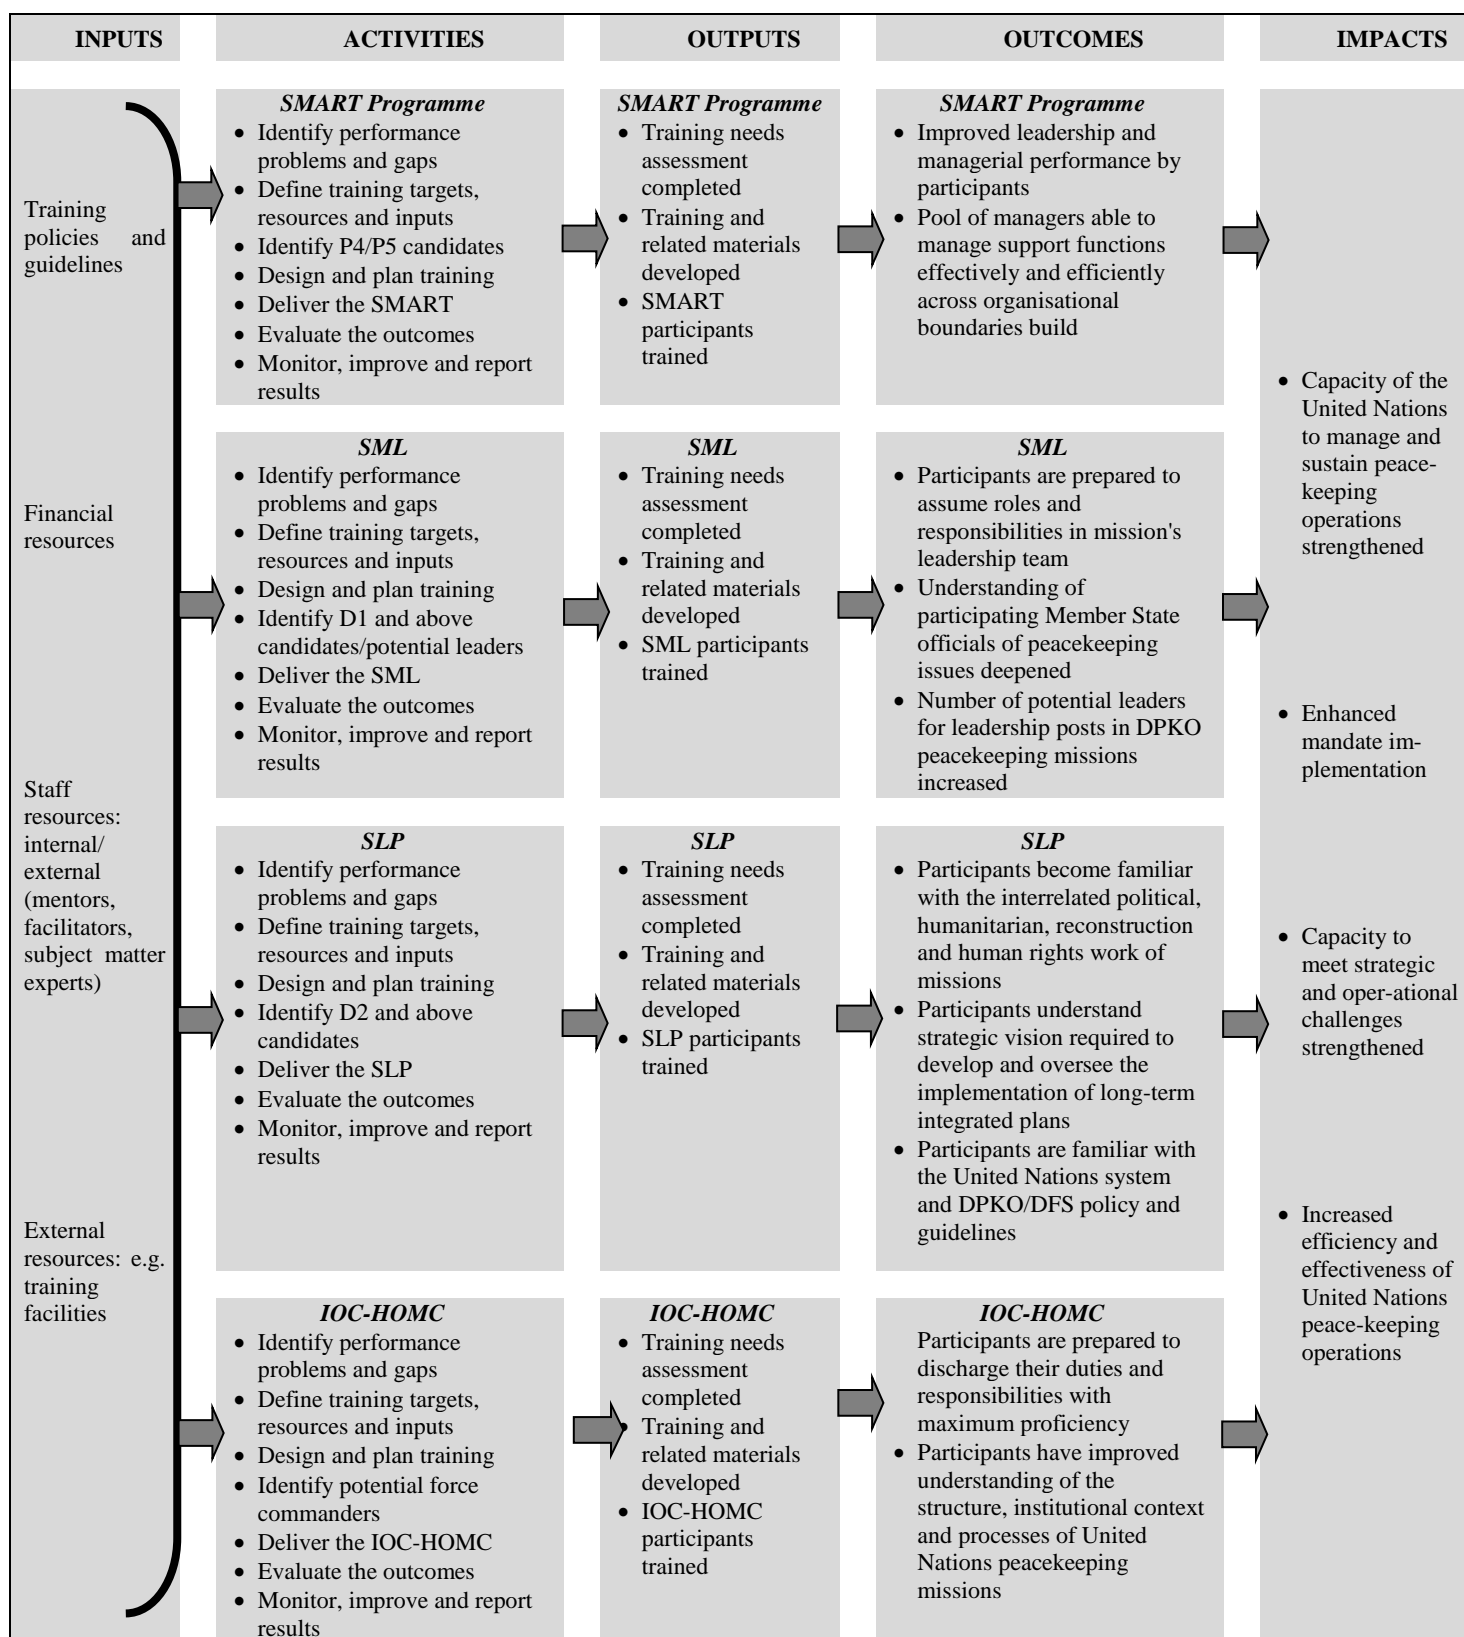 INPUTS
ACTIVITIES
OUTPUTS
OUTCOMES
IMPACTS
Training
policies and
guidelines
Financial
resources
Staff
resources:
internal/
external
(mentors,
facilitators,
subject matter
experts)
External
resources: e.g.
training
facilities
SMART Programme
• Identify performance
problems and gaps
• Define training targets,
resources and inputs
• Identify P4/P5 candidates
• Design and plan training
• Deliver the SMART
• Evaluate the outcomes
• Monitor, improve and report
results
SMART Programme
• Training needs
assessment
completed
• Training and
related materials
developed
• SMART
participants
trained
SMART Programme
• Improved leadership and
managerial performance by
participants
• Pool of managers able to
manage support functions
effectively and efficiently
across organisational
boundaries build
SML
• Identify performance
problems and gaps
• Define training targets,
resources and inputs
• Design and plan training
• Identify D1 and above
candidates/potential leaders
• Deliver the SML
• Evaluate the outcomes
• Monitor, improve and report
results
SML
• Training needs
assessment
completed
• Training and
related materials
developed
• SML participants
trained
SML
• Participants are prepared to
assume roles and
responsibilities in mission's
leadership team
• Understanding of
participating Member State
officials of peacekeeping
issues deepened
• Number of potential leaders
for leadership posts in DPKO
peacekeeping missions
increased
SLP
• Identify performance
problems and gaps
• Define training targets,
resources and inputs
• Design and plan training
• Identify D2 and above
candidates
• Deliver the SLP
• Evaluate the outcomes
• Monitor, improve and report
results
SLP
• Training needs
assessment
completed
• Training and
related materials
developed
• SLP participants
trained
SLP
• Participants become familiar
with the interrelated political,
humanitarian, reconstruction
and human rights work of
missions
• Participants understand
strategic vision required to
develop and oversee the
implementation of long-term
integrated plans
• Participants are familiar with
the United Nations system
and DPKO/DFS policy and
guidelines
IOC-HOMC
• Identify performance
problems and gaps
• Define training targets,
resources and inputs
• Design and plan training
• Identify potential force
commanders
• Deliver the IOC-HOMC
• Evaluate the outcomes
• Monitor, improve and report
results
IOC-HOMC
• Training needs
assessment
completed
• Training and
related materials
developed
• IOC-HOMC
participants
trained
IOC-HOMC
Participants are prepared to
discharge their duties and
responsibilities with
maximum proficiency
• Participants have improved
understanding of the
structure, institutional context
and processes of United
Nations peacekeeping
missions
• Capacity of the
United Nations
to manage and
sustain peace-
keeping
operations
strengthened
• Enhanced
mandate im-
plementation
• Capacity to
meet strategic
and oper-ational
challenges
strengthened
• Increased
efficiency and
effectiveness of
United Nations
peace-keeping
operations